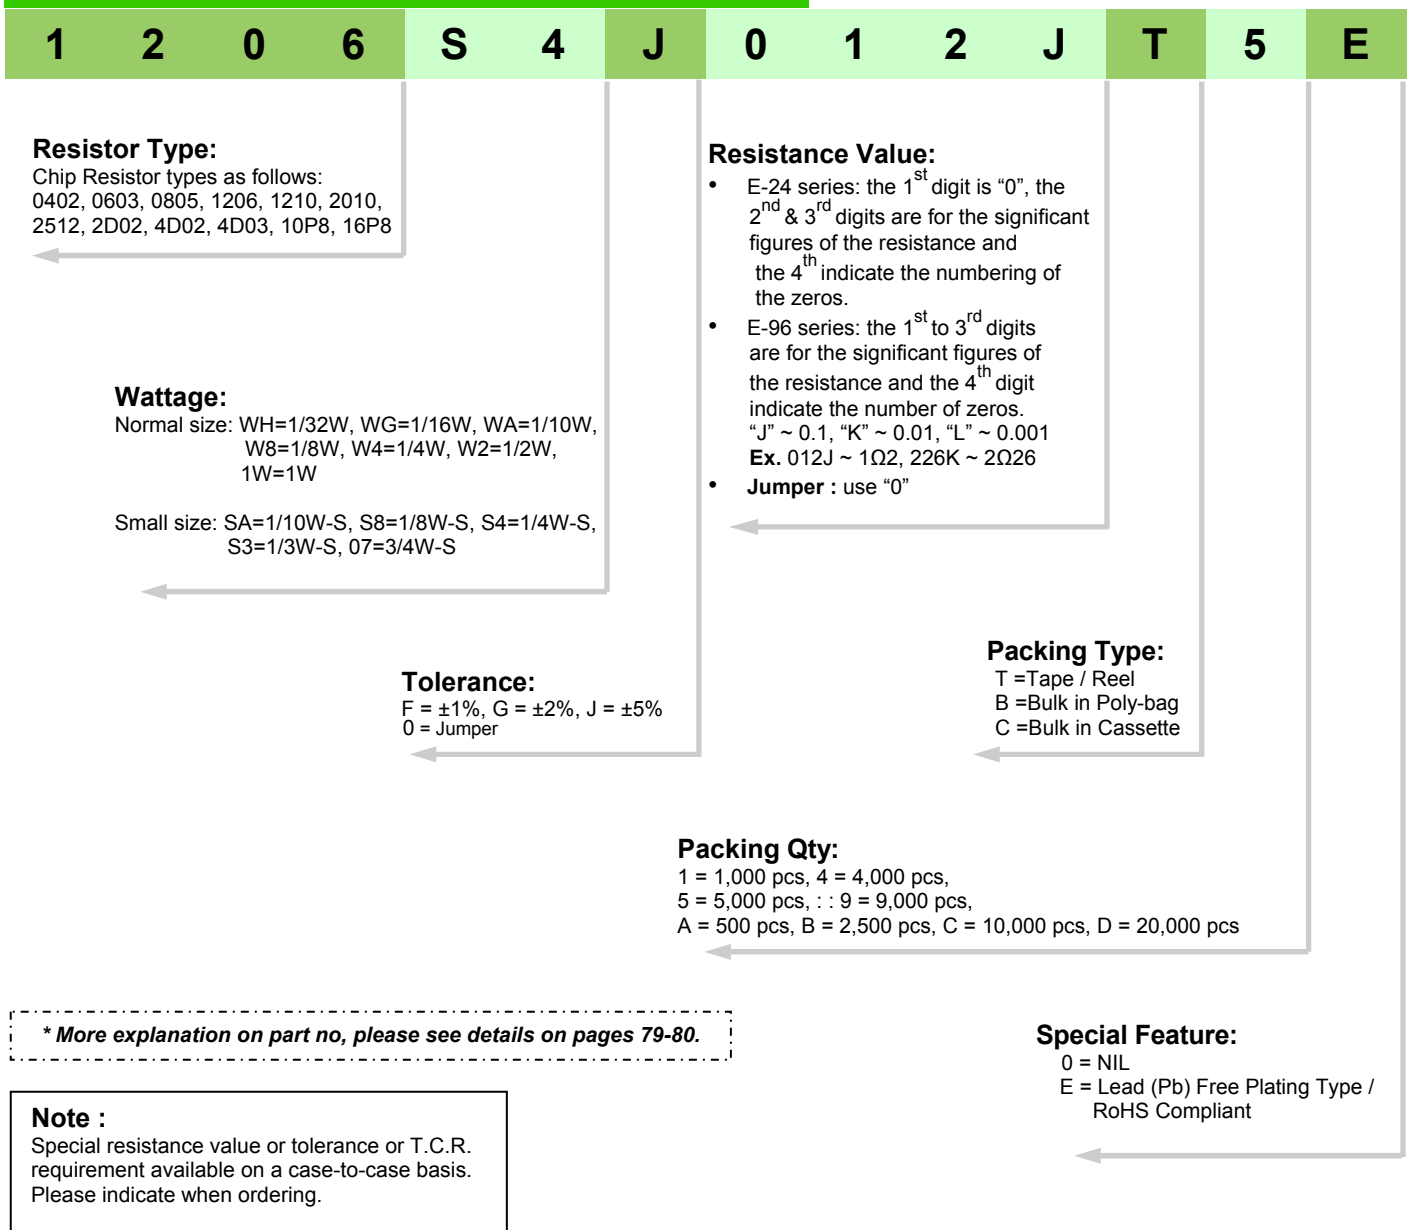 1 2 0 6 S 4 J 0 1 2 J T 5 E
Resistor Type:
Chip Resistor types as follows:
0402, 0603, 0805, 1206, 1210, 2010,
2512, 2D02, 4D02, 4D03, 10P8, 16P8
Resistance Value:
• E-24 series: the 1st digit is “0”, the
2nd & 3rd digits are for the significant
figures of the resistance and
the 4th indicate the numbering of
the zeros.
• E-96 series: the 1st to 3rd digits
are for the significant figures of
the resistance and the 4th digit
indicate the number of zeros.
“J” ~ 0.1, “K” ~ 0.01, “L” ~ 0.001
Ex. 012J ~ 1Ω2, 226K ~ 2Ω26
• Jumper : use “0”
Wattage:
Normal size: WH=1/32W, WG=1/16W, WA=1/10W,
W8=1/8W, W4=1/4W, W2=1/2W,
1W=1W
Small size: SA=1/10W-S, S8=1/8W-S, S4=1/4W-S,
S3=1/3W-S, 07=3/4W-S
Tolerance:
F = ±1%, G = ±2%, J = ±5%
0 = Jumper
Packing Type:
T =Tape / Reel
B =Bulk in Poly-bag
C =Bulk in Cassette
Packing Qty:
1 = 1,000 pcs, 4 = 4,000 pcs,
5 = 5,000 pcs, : : 9 = 9,000 pcs,
A = 500 pcs, B = 2,500 pcs, C = 10,000 pcs, D = 20,000 pcs
* More explanation on part no, please see details on pages 79-80.
Special Feature:
0 = NIL
E = Lead (Pb) Free Plating Type /
RoHS Compliant
Note :
Special resistance value or tolerance or T.C.R.
requirement available on a case-to-case basis.
Please indicate when ordering.